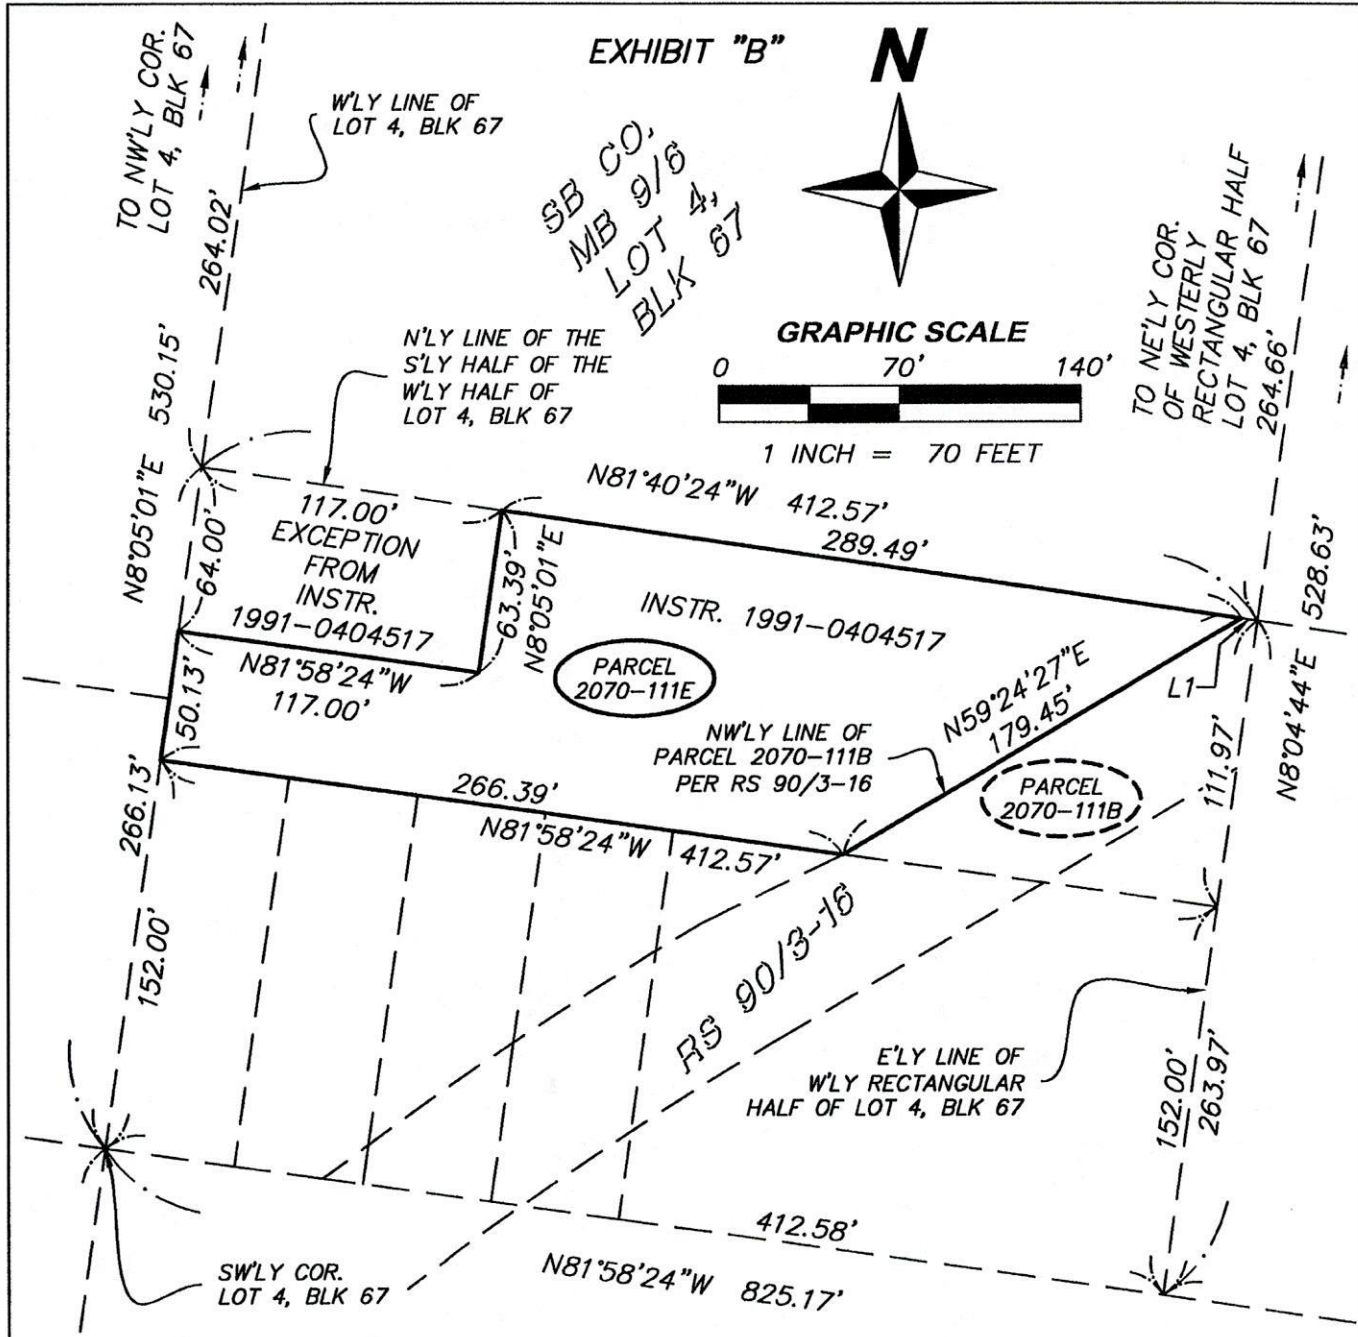 EXHIBIT "B"
N
TO NW'LY COR.
LOT 4, BLK 67
W'LY LINE OF
LOT 4, BLK 67
264.02'
SB CO,
MB 9/6
LOT 4,
BLK 67
TO NE'LY COR.
OF WESTERLY
RECTANGULAR HALF
LOT 4, BLK 67
264.66'
GRAPHIC SCALE
0 70' 140'
1 INCH = 70 FEET
N'LY LINE OF THE
S'LY HALF OF THE
W'LY HALF OF
LOT 4, BLK 67
N8°05'01"E 530.15'
N81°40'24"W 412.57'
289.49'
117.00'
EXCEPTION
FROM
INSTR.
1991-0404517
64.00'
63.39'
N8°05'01"E
INSTR. 1991-0404517
N8°04'44"E 528.63'
N81°58'24"W
117.00'
50.13'
PARCEL
2070-111E
N59°24'27"E
179.45'
L1
NW'LY LINE OF
PARCEL 2070-111B
PER RS 90/3-16
PARCEL
2070-111B
111.97'
266.13'
266.39'
N81°58'24"W 412.57'
152.00'
RS 90/3-16
E'LY LINE OF
W'LY RECTANGULAR
HALF OF LOT 4, BLK 67
152.00'
263.97'
SW'LY COR.
LOT 4, BLK 67
412.58'
N81°58'24"W 825.17'